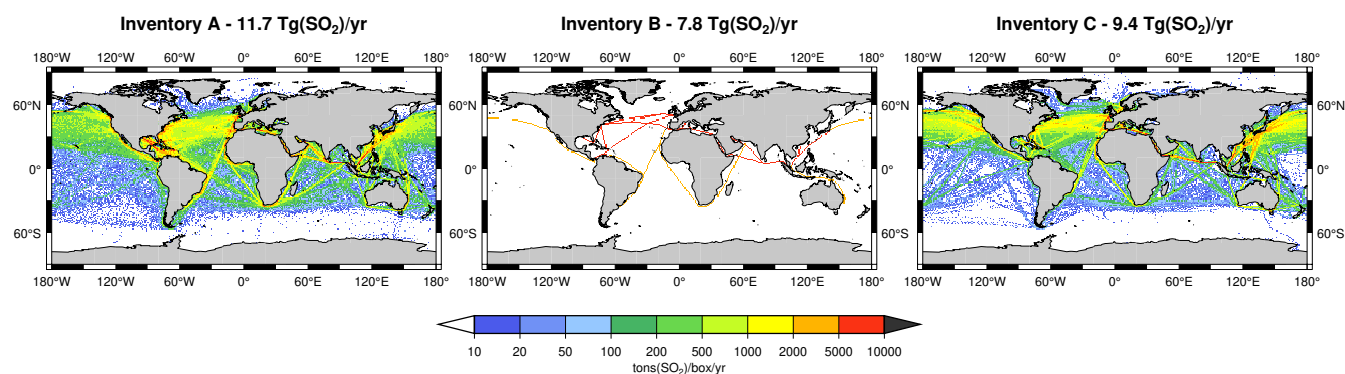 Inventory A - 11.7 Tg(SO₂)/yr
Inventory B - 7.8 Tg(SO₂)/yr
Inventory C - 9.4 Tg(SO₂)/yr
180°W 120°W 60°W 0° 60°E 120°E 180°
180°W 120°W 60°W 0° 60°E 120°E 180°
180°W 120°W 60°W 0° 60°E 120°E 180°
60°N 60°N 60°N
0° 0° 0° 0°
60°S 60°S 60°S 60°S
180°W 120°W 60°W 0° 60°E 120°E 180°
180°W 120°W 60°W 0° 60°E 120°E 180°
180°W 120°W 60°W 0° 60°E 120°E 180°
10 20 50 100 200 500 1000 2000 5000 10000
tons(SO₂)/box/yr